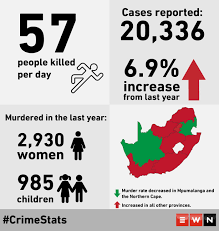 57
people killed
per day
Cases reported:
20,336
6.9%
increase
from last year
Murdered in the last year:
2,930
women
985
children
Murder rate decreased in Mpumalanga and
the Northern Cape.
Increased in all other provinces.
#CrimeStats
EWN